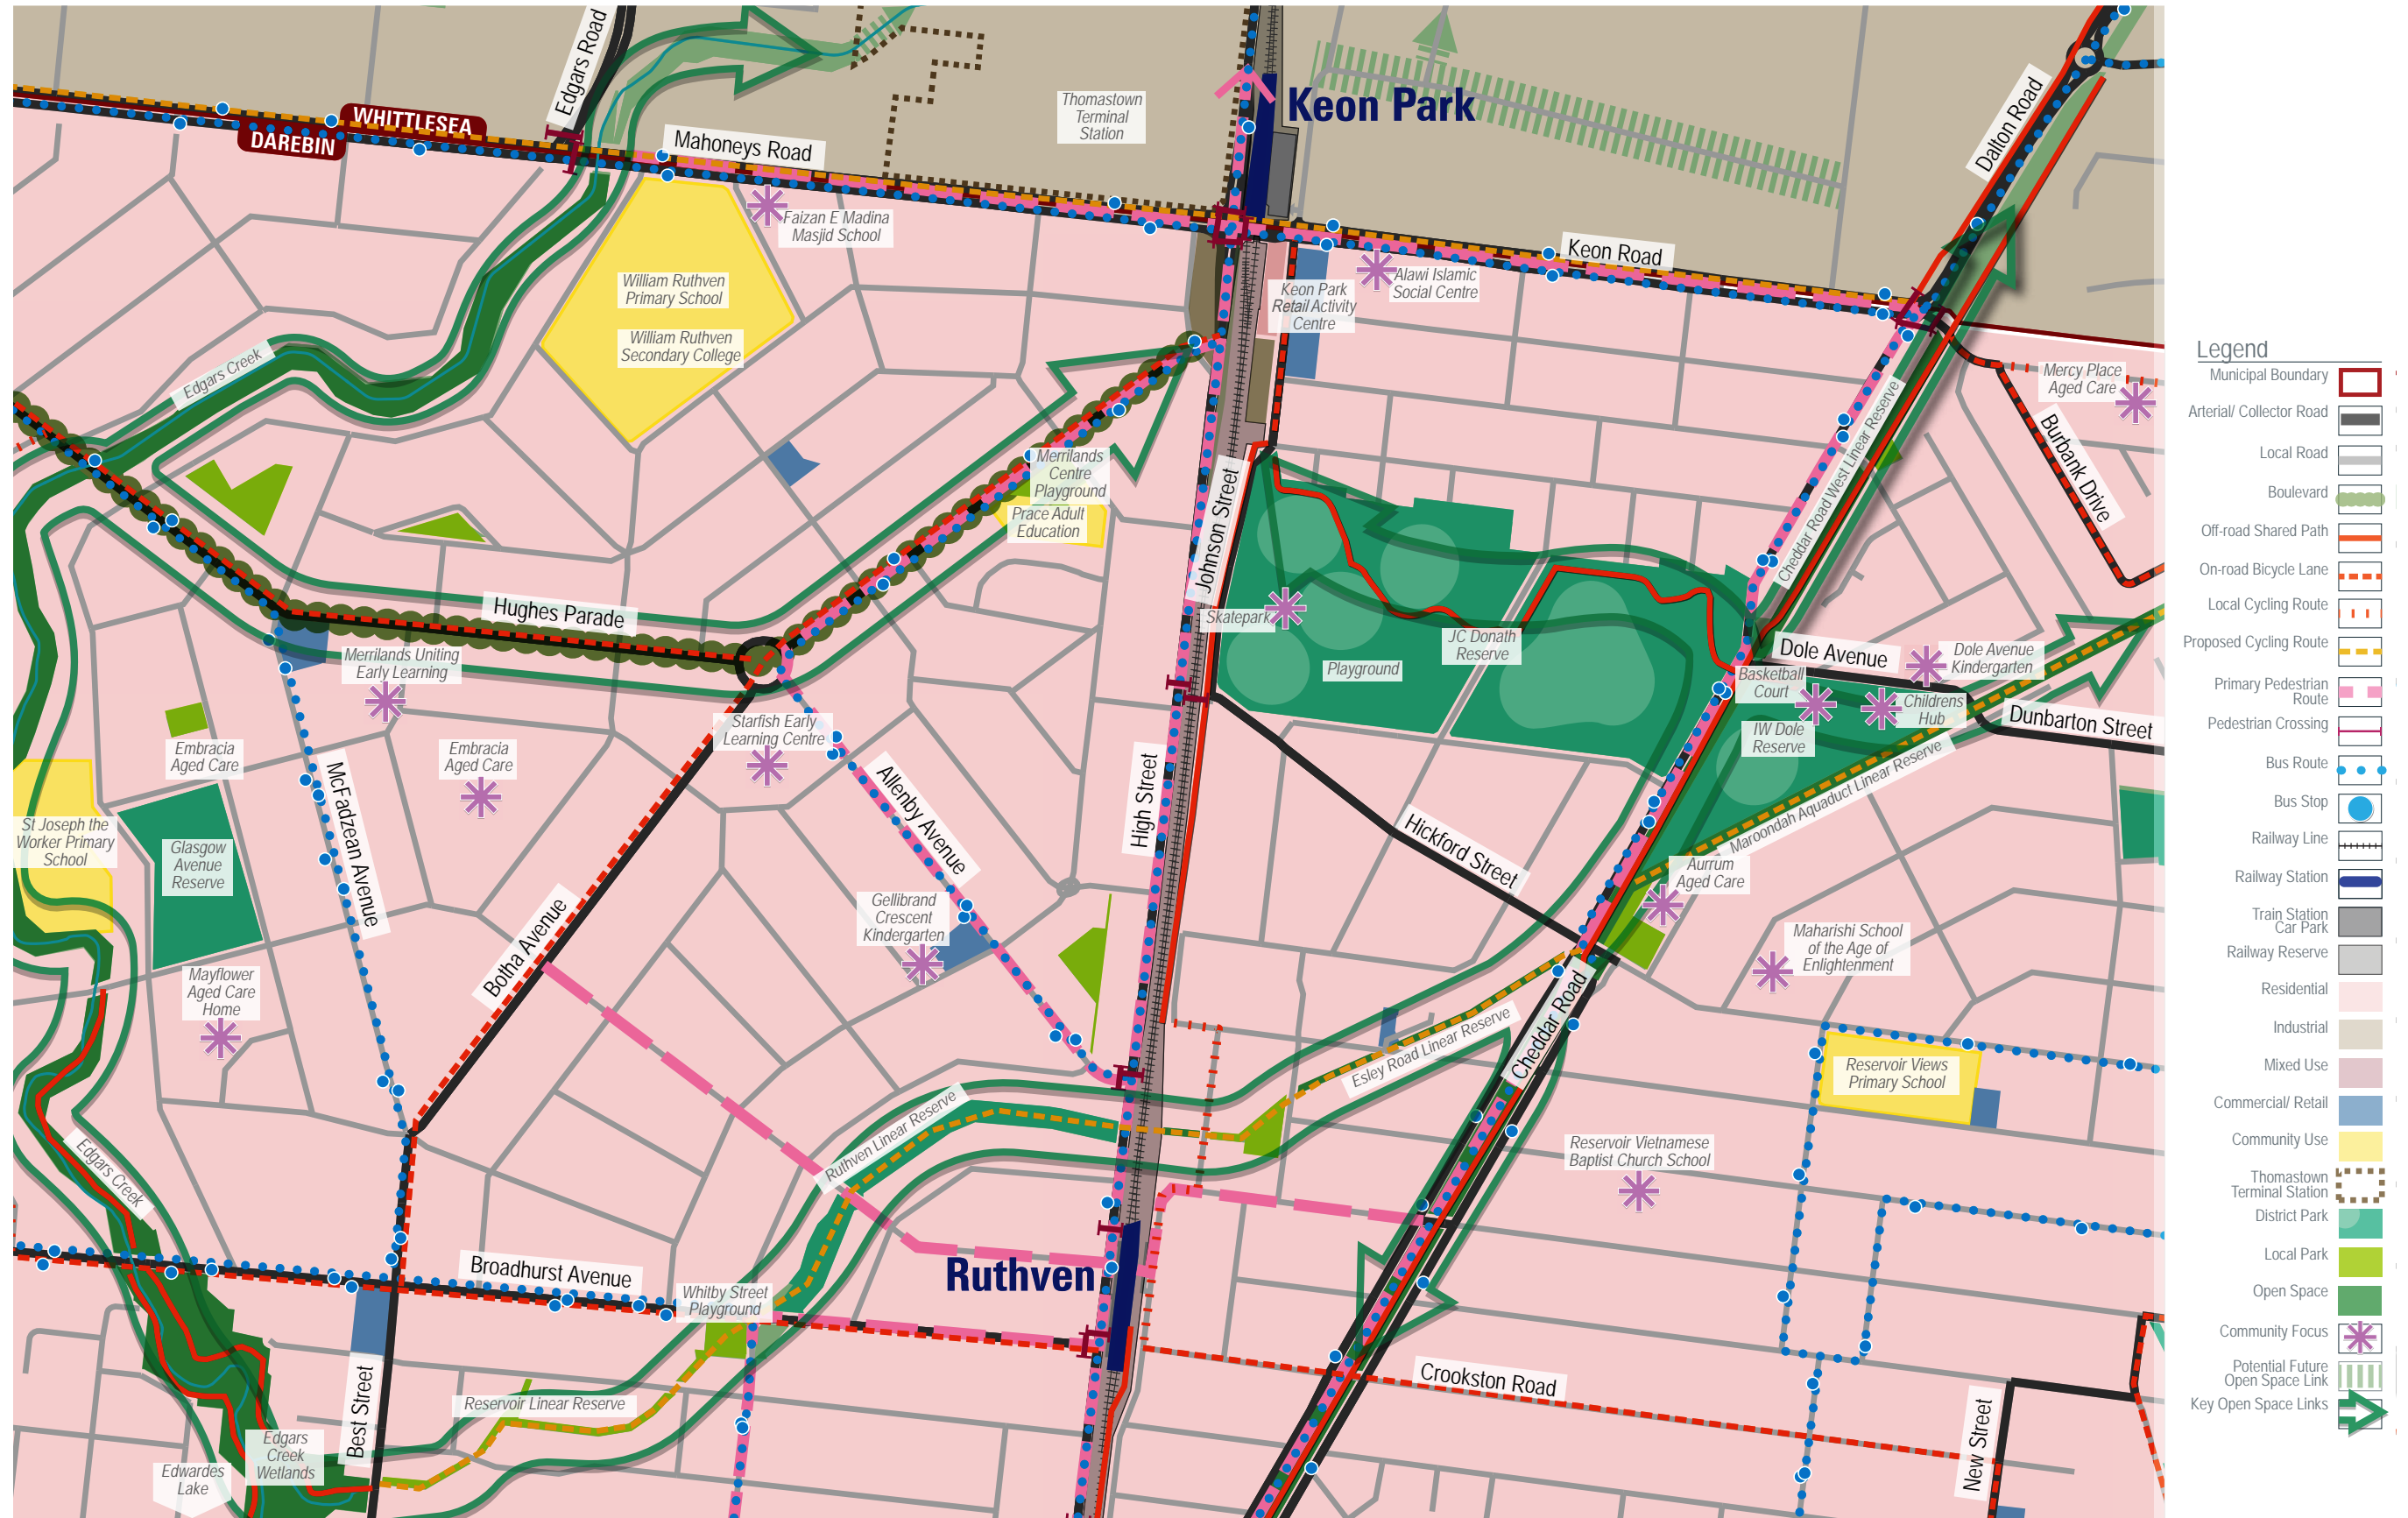 Edgars Road
WHITTLESEA
DAREBIN
Mahoneys Road
Thomastown
Terminal
Station
Keon Park
Dalton Road
Faizan E Madina
Masjid School
William Ruthven
Primary School
William Ruthven
Secondary College
Keon Road
Alawi Islamic
Social Centre
Keon Park
Retail Activity
Centre
Edgars Creek
Mercy Place
Aged Care
Burbank Drive
Cheddar Road West Linear Reserve
Merrilands
Centre
Playground
Prace Adult
Education
Johnson Street
Hughes Parade
Skatepark
Playground
JC Donath
Reserve
Merrilands Uniting
Early Learning
Dole Avenue
Dole Avenue
Kindergarten
Basketball
Court
Childrens
Hub
IW Dole
Reserve
Dunbarton Street
Starfish Early
Learning Centre
Embracia
Aged Care
Embracia
Aged Care
McFadzean Avenue
Allenby Avenue
High Street
Hickford Street
Maroondah Aquaduct Linear Reserve
St Joseph the
Worker Primary
School
Glasgow
Avenue
Reserve
Aurrum
Aged Care
Gellibrand
Crescent
Kindergarten
Botha Avenue
Maharishi School
of the Age of
Enlightenment
Mayflower
Aged Care
Home
Cheddar Road
Esley Road Linear Reserve
Reservoir Views
Primary School
Ruthven Linear Reserve
Edgars Creek
Reservoir Vietnamese
Baptist Church School
Broadhurst Avenue
Ruthven
Whitby Street
Playground
Crookston Road
Best Street
Reservoir Linear Reserve
Edgars
Creek
Wetlands
Edwardes
Lake
New Street
Legend
Municipal Boundary
Arterial/ Collector Road
Local Road
Boulevard
Off-road Shared Path
On-road Bicycle Lane
Local Cycling Route
Proposed Cycling Route
Primary Pedestrian
Route
Pedestrian Crossing
Bus Route
Bus Stop
Railway Line
Railway Station
Train Station
Car Park
Railway Reserve
Residential
Industrial
Mixed Use
Commercial/ Retail
Community Use
Thomastown
Terminal Station
District Park
Local Park
Open Space
Community Focus
Potential Future
Open Space Link
Key Open Space Links